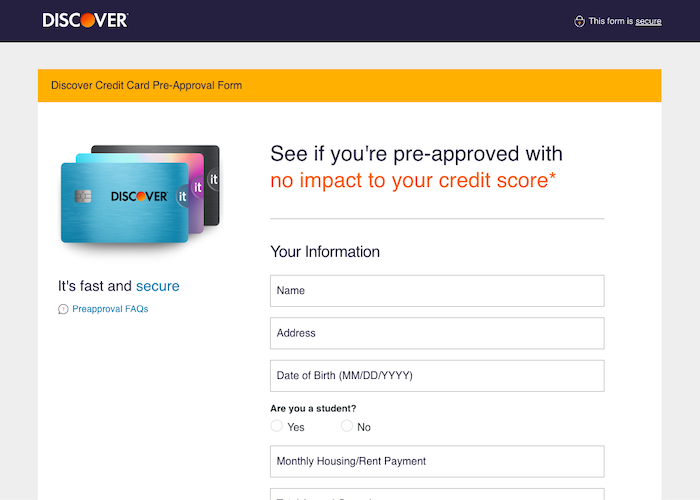 DISCOVER
This form is secure
Discover Credit Card Pre-Approval Form
DISCOVER
it
it
it
See if you're pre-approved with
no impact to your credit score*
It's fast and secure
Preapproval FAQs
Your Information
Name
Address
Date of Birth (MM/DD/YYYY)
Are you a student?
Yes No
Monthly Housing/Rent Payment